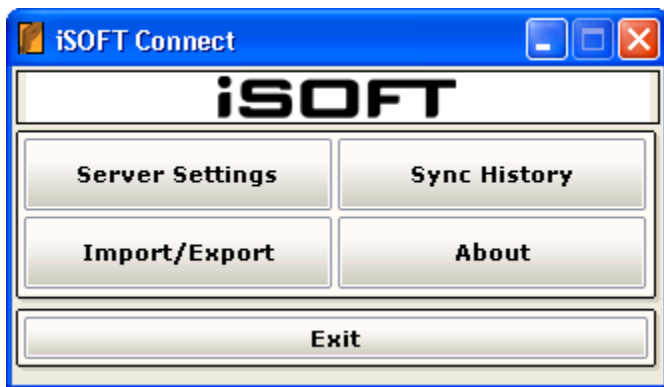 iSOFT Connect
iSOFT
Server Settings Sync History
Import/Export About
Exit